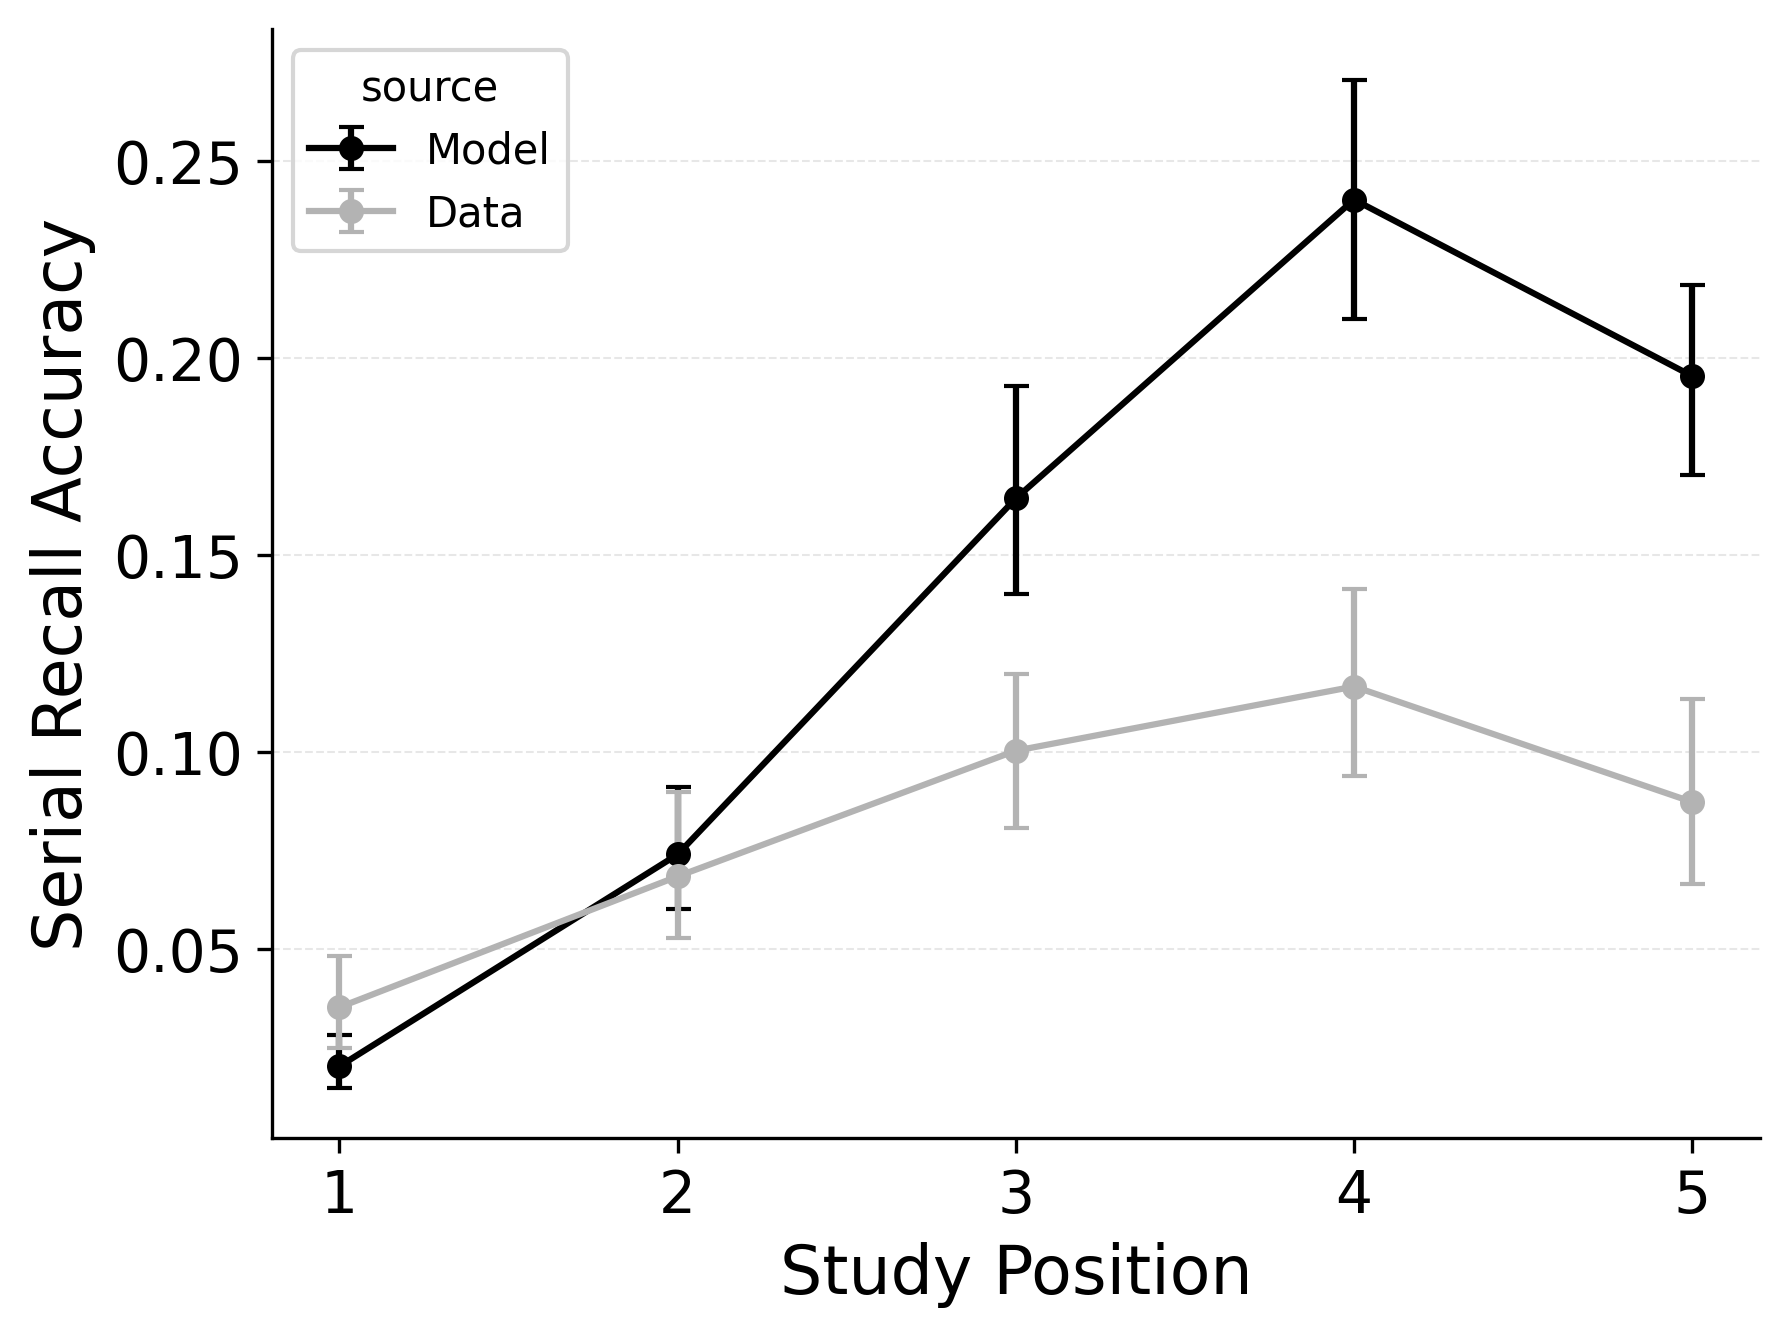 source
Model
Data
Serial Recall Accuracy
0.25
0.20
0.15
0.10
0.05
1 2 3 4 5
Study Position